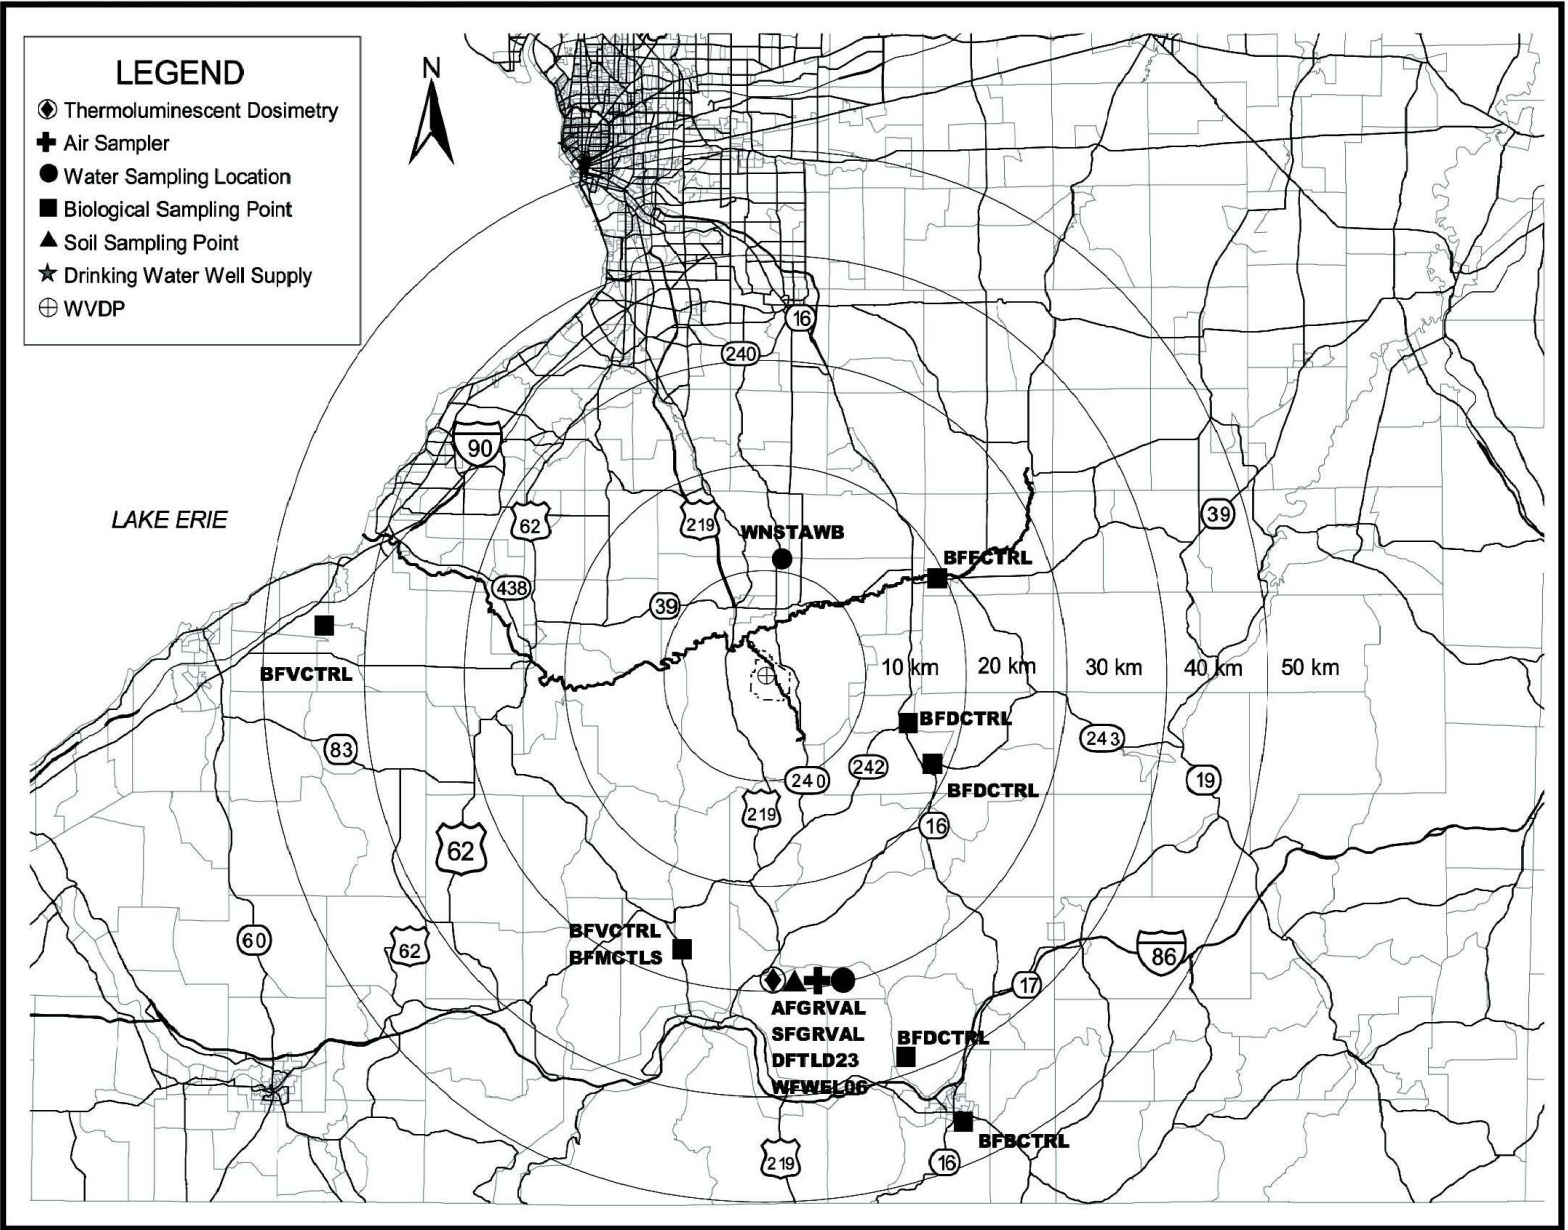 LEGEND
Thermoluminescent Dosimetry
Air Sampler
Water Sampling Location
Biological Sampling Point
Soil Sampling Point
Drinking Water Well Supply
WVDP
N
16
240
90
LAKE ERIE
62
219
39
WNSTAWB
BFFCTRL
438
39
BFVCTRL
10 km
20 km
30 km
40 km
50 km
BFDCTRL
83
243
242
240
19
BFDCTRL
219
16
62
60
62
BFVCTRL
BFMCTLS
86
17
AFGRVAL
SFGRVAL
DFTLD23
WFWEL06
BFDCTRL
BFBCTRL
219
16